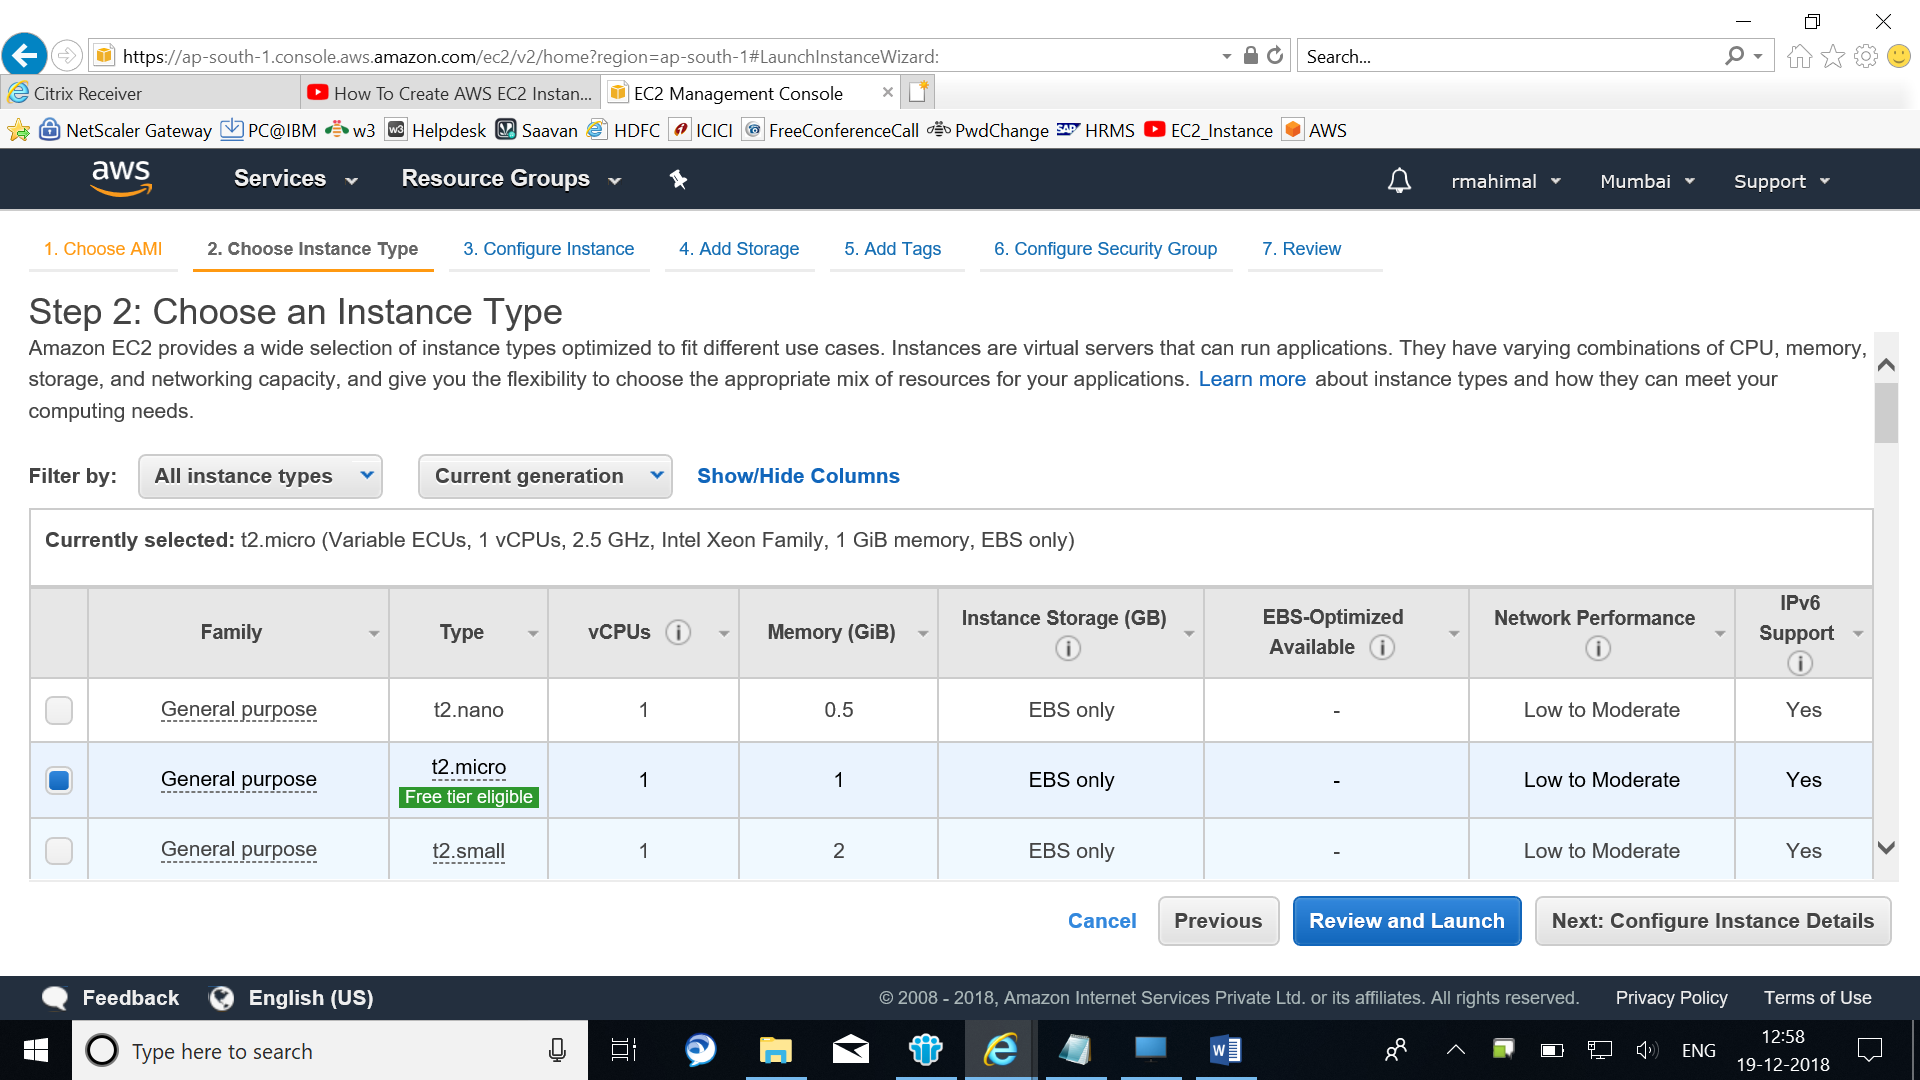 https://ap-south-1.console.aws.amazon.com/ec2/v2/home?region=ap-south-1#LaunchInstanceWizard:
Search...
Citrix Receiver
How To Create AWS EC2 Instan...
EC2 Management Console
NetScaler Gateway PC@IBM w3 w3 Helpdesk Saavan HDFC ICICI FreeConferenceCall PwdChange SAP HRMS EC2_Instance AWS
aws Services Resource Groups rmahimal Mumbai Support
1. Choose AMI 2. Choose Instance Type 3. Configure Instance 4. Add Storage 5. Add Tags 6. Configure Security Group 7. Review
Step 2: Choose an Instance Type
Amazon EC2 provides a wide selection of instance types optimized to fit different use cases. Instances are virtual servers that can run applications. They have varying combinations of CPU, memory,
storage, and networking capacity, and give you the flexibility to choose the appropriate mix of resources for your applications. Learn more about instance types and how they can meet your
computing needs.
Filter by: All instance types Current generation Show/Hide Columns
Currently selected: t2.micro (Variable ECUs, 1 vCPUs, 2.5 GHz, Intel Xeon Family, 1 GiB memory, EBS only)
Family Type vCPUs i Memory (GiB) Instance Storage (GB) i EBS-Optimized Available i Network Performance i IPv6 Support i
General purpose t2.nano 1 0.5 EBS only - Low to Moderate Yes
General purpose t2.micro 1 1 EBS only - Low to Moderate Yes
Free tier eligible
General purpose t2.small 1 2 EBS only - Low to Moderate Yes
Cancel Previous Review and Launch Next: Configure Instance Details
Feedback English (US) © 2008 - 2018, Amazon Internet Services Private Ltd. or its affiliates. All rights reserved. Privacy Policy Terms of Use
Type here to search
ENG
12:58
19-12-2018